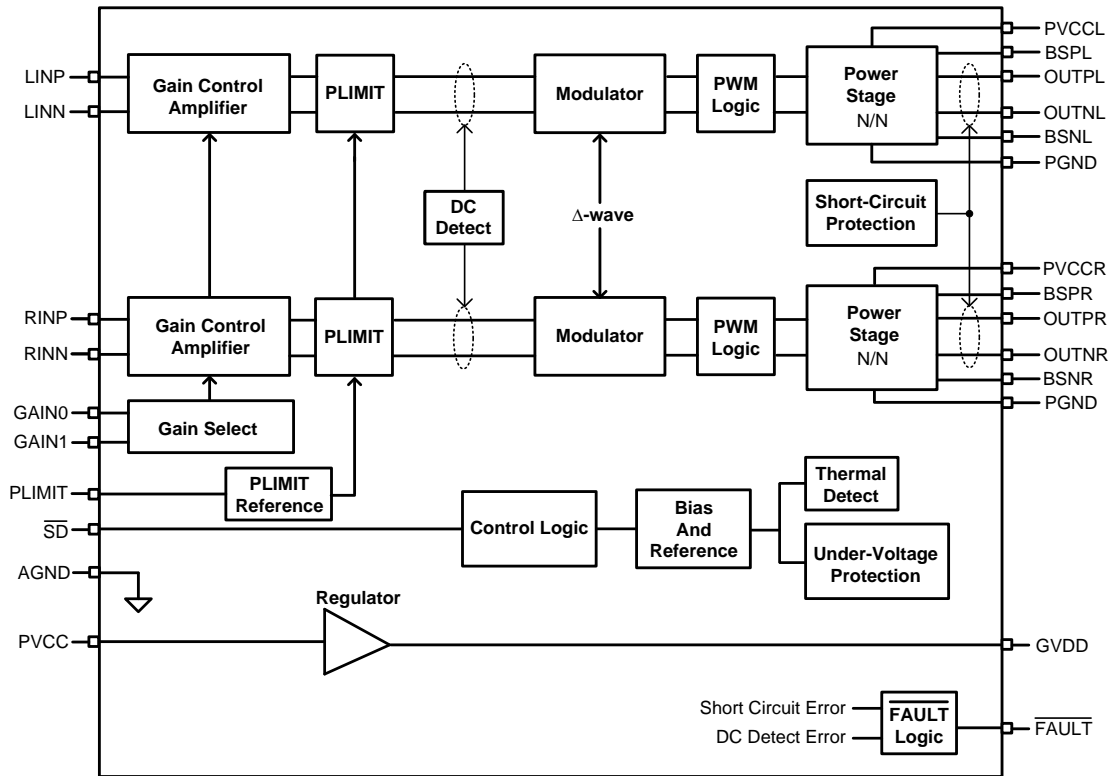 PVCCL
BSPL
LINP
Gain Control
Amplifier
PLIMIT
Modulator
PWM
Logic
Power
Stage
N/N
OUTPL
LINN
OUTNL
BSNL
PGND
DC
Detect
Δ-wave
Short-Circuit
Protection
PVCCR
BSPR
RINP
Gain Control
Amplifier
PLIMIT
Modulator
PWM
Logic
Power
Stage
N/N
OUTPR
RINN
OUTNR
BSNR
PGND
GAIN0
GAIN1
Gain Select
PLIMIT
PLIMIT
Reference
Thermal
Detect
SD
Control Logic
Bias
And
Reference
Under-Voltage
Protection
AGND
Regulator
PVCC
GVDD
Short Circuit Error
DC Detect Error
FAULT
Logic
FAULT